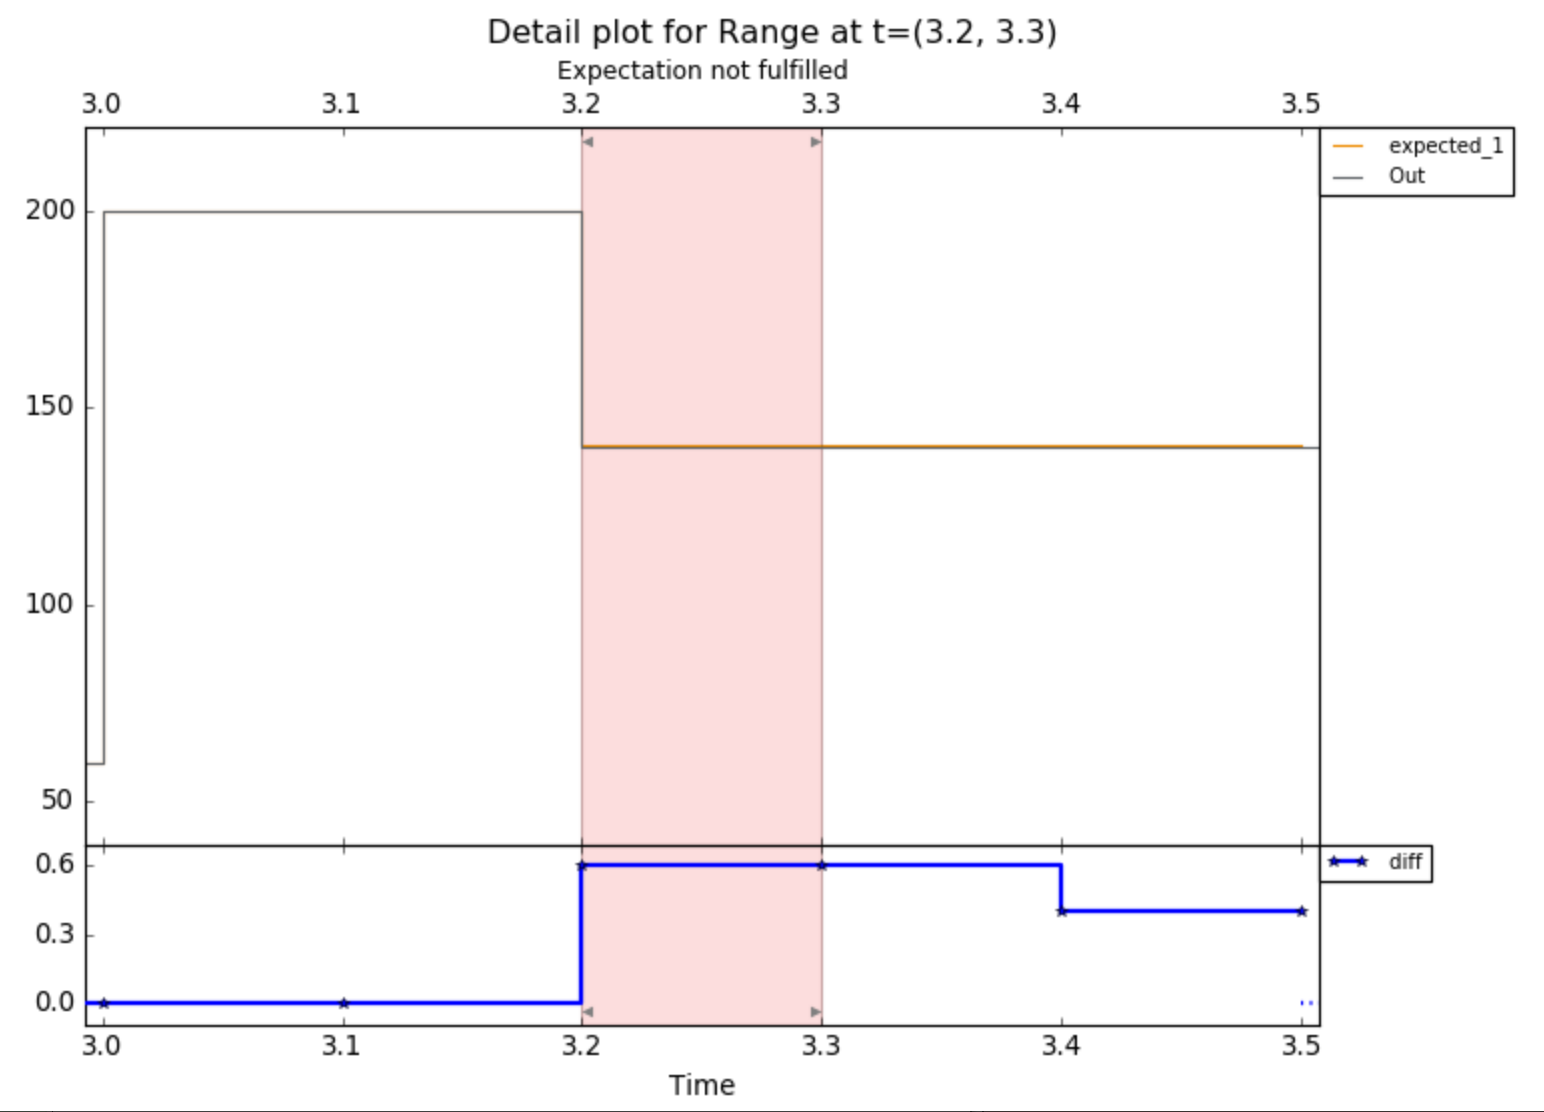 Detail plot for Range at t=(3.2, 3.3)
Expectation not fulfilled
3.0 3.1 3.2 3.3 3.4 3.5
expected_1
Out
200
150
100
50
diff
0.6
0.3
0.0
3.0 3.1 3.2 3.3 3.4 3.5
Time